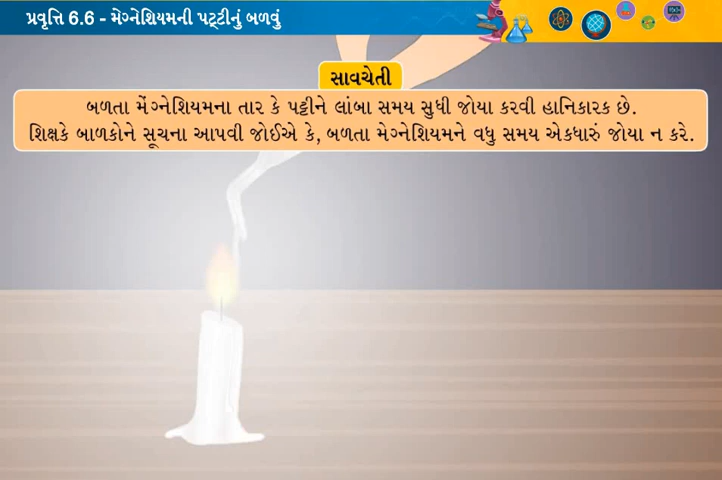 પ્રવૃત્તિ 6.6 - મેગ્નેશિયમની પટ્ટીનું બળવું
સાવચેતી
બળતા મેંગ્નેશિયમના તાર કે પટ્ટીને લાંબા સમય સુધી જોયા કરવી હાનિકારક છે.
શિક્ષકે બાળકોને સૂચના આપવી જોઈએ કે, બળતા મેગ્નેશિયમને વધુ સમય એકધારું જોયા ન કરે.